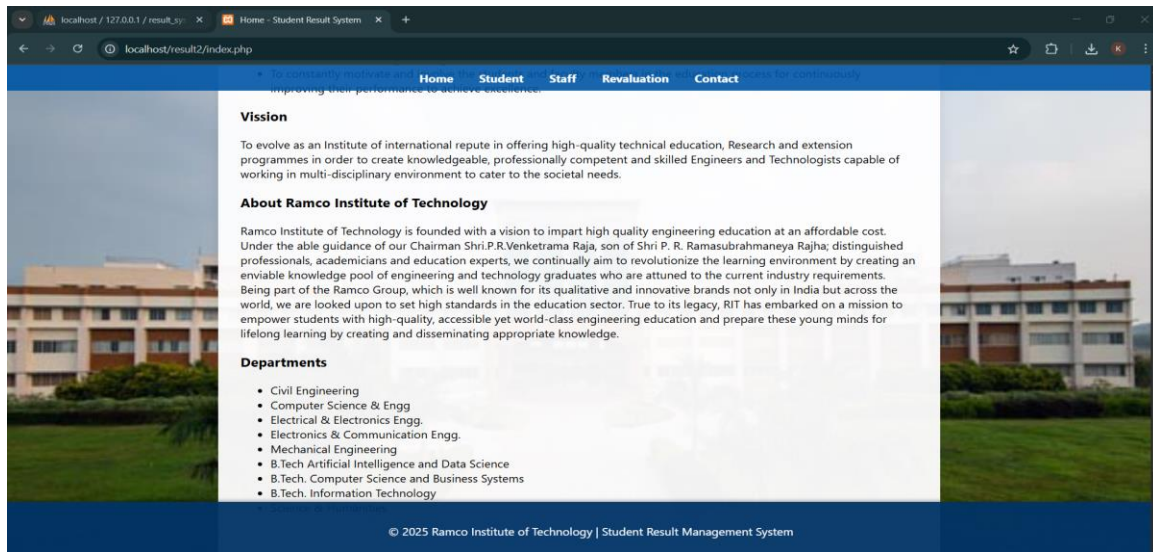 localhost / 127.0.0.1 / result_sy
Home - Student Result System
localhost/result2/index.php
K
Home Student Staff Revaluation Contact
To constantly motivate and
improving their performance to achieve excellence.
Vission
To evolve as an Institute of international repute in offering high-quality technical education, Research and extension
programmes in order to create knowledgeable, professionally competent and skilled Engineers and Technologists capable of
working in multi-disciplinary environment to cater to the societal needs.
About Ramco Institute of Technology
Ramco Institute of Technology is founded with a vision to impart high quality engineering education at an affordable cost.
Under the able guidance of our Chairman Shri.P.R.Venketrama Raja, son of Shri P. R. Ramasubrahmaneya Rajha; distinguished
professionals, academicians and education experts, we continually aim to revolutionize the learning environment by creating an
enviable knowledge pool of engineering and technology graduates who are attuned to the current industry requirements.
Being part of the Ramco Group, which is well known for its qualitative and innovative brands not only in India but across the
world, we are looked upon to set high standards in the education sector. True to its legacy, RIT has embarked on a mission to
empower students with high-quality, accessible yet world-class engineering education and prepare these young minds for
lifelong learning by creating and disseminating appropriate knowledge.
Departments
• Civil Engineering
• Computer Science & Engg
• Electrical & Electronics Engg.
• Electronics & Communication Engg.
• Mechanical Engineering
• B.Tech Artificial Intelligence and Data Science
• B.Tech. Computer Science and Business Systems
• B.Tech. Information Technology
• Science & Humanities
© 2025 Ramco Institute of Technology | Student Result Management System